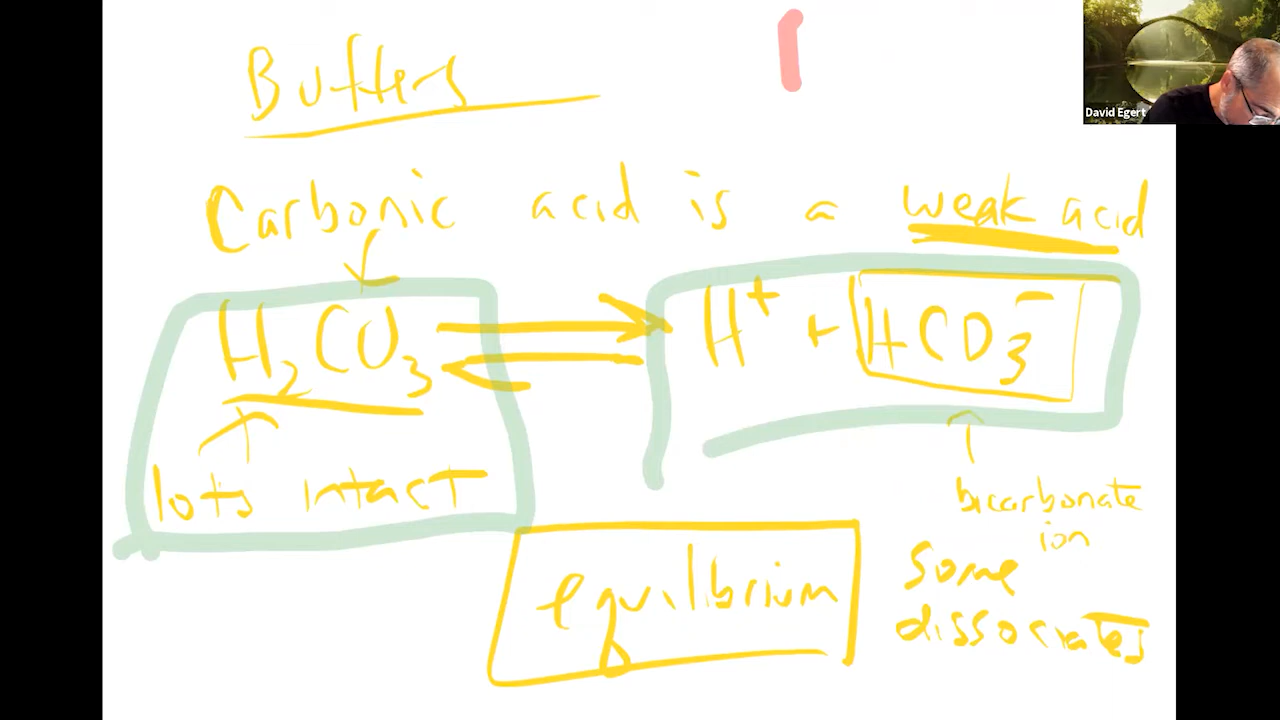 Buffers
David Egert
Carbonic acid is a weak acid
H₂CO₃ ⇌ H⁺ + HCO₃⁻
lots intact
bicarbonate
ion
equilibrium
some
dissociates